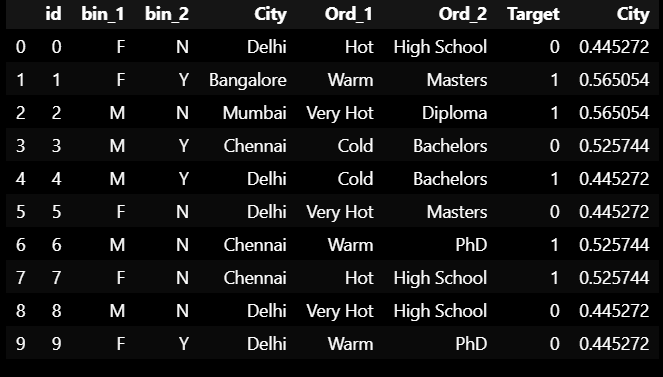 id bin_1 bin_2 City Ord_1 Ord_2 Target City
0 0 F N Delhi Hot High School 0 0.445272
1 1 F Y Bangalore Warm Masters 1 0.565054
2 2 M N Mumbai Very Hot Diploma 1 0.565054
3 3 M Y Chennai Cold Bachelors 0 0.525744
4 4 M Y Delhi Cold Bachelors 1 0.445272
5 5 F N Delhi Very Hot Masters 0 0.445272
6 6 M N Chennai Warm PhD 1 0.525744
7 7 F N Chennai Hot High School 1 0.525744
8 8 M N Delhi Very Hot High School 0 0.445272
9 9 F Y Delhi Warm PhD 0 0.445272